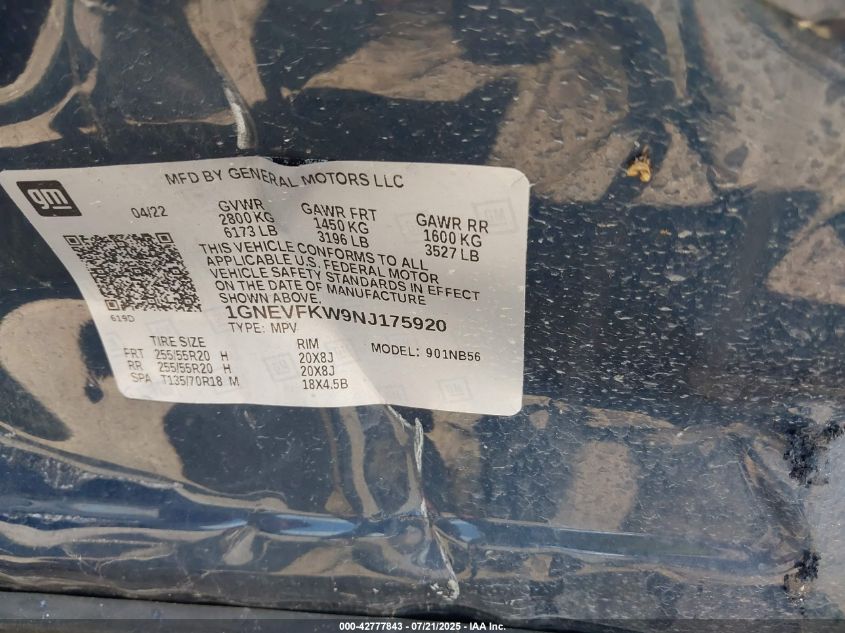 MFD BY GENERAL MOTORS LLC
gm
04/22
GVWR
2800 KG
6173 LB
GAWR FRT
1450 KG
3196 LB
GAWR RR
1600 KG
3527 LB
THIS VEHICLE CONFORMS TO ALL
APPLICABLE U.S. FEDERAL MOTOR
VEHICLE SAFETY STANDARDS IN EFFECT
ON THE DATE OF MANUFACTURE
SHOWN ABOVE.
619D
1GNEVFKW9NJ175920
TYPE: MPV
MODEL: 901NB56
TIRE SIZE RIM
FRT 255/55R20 H 20X8J
RR 255/55R20 H 20X8J
SPA T135/70R18 M 18X4.5B
000-42777843 / 07/21/2025 - IAA Inc.